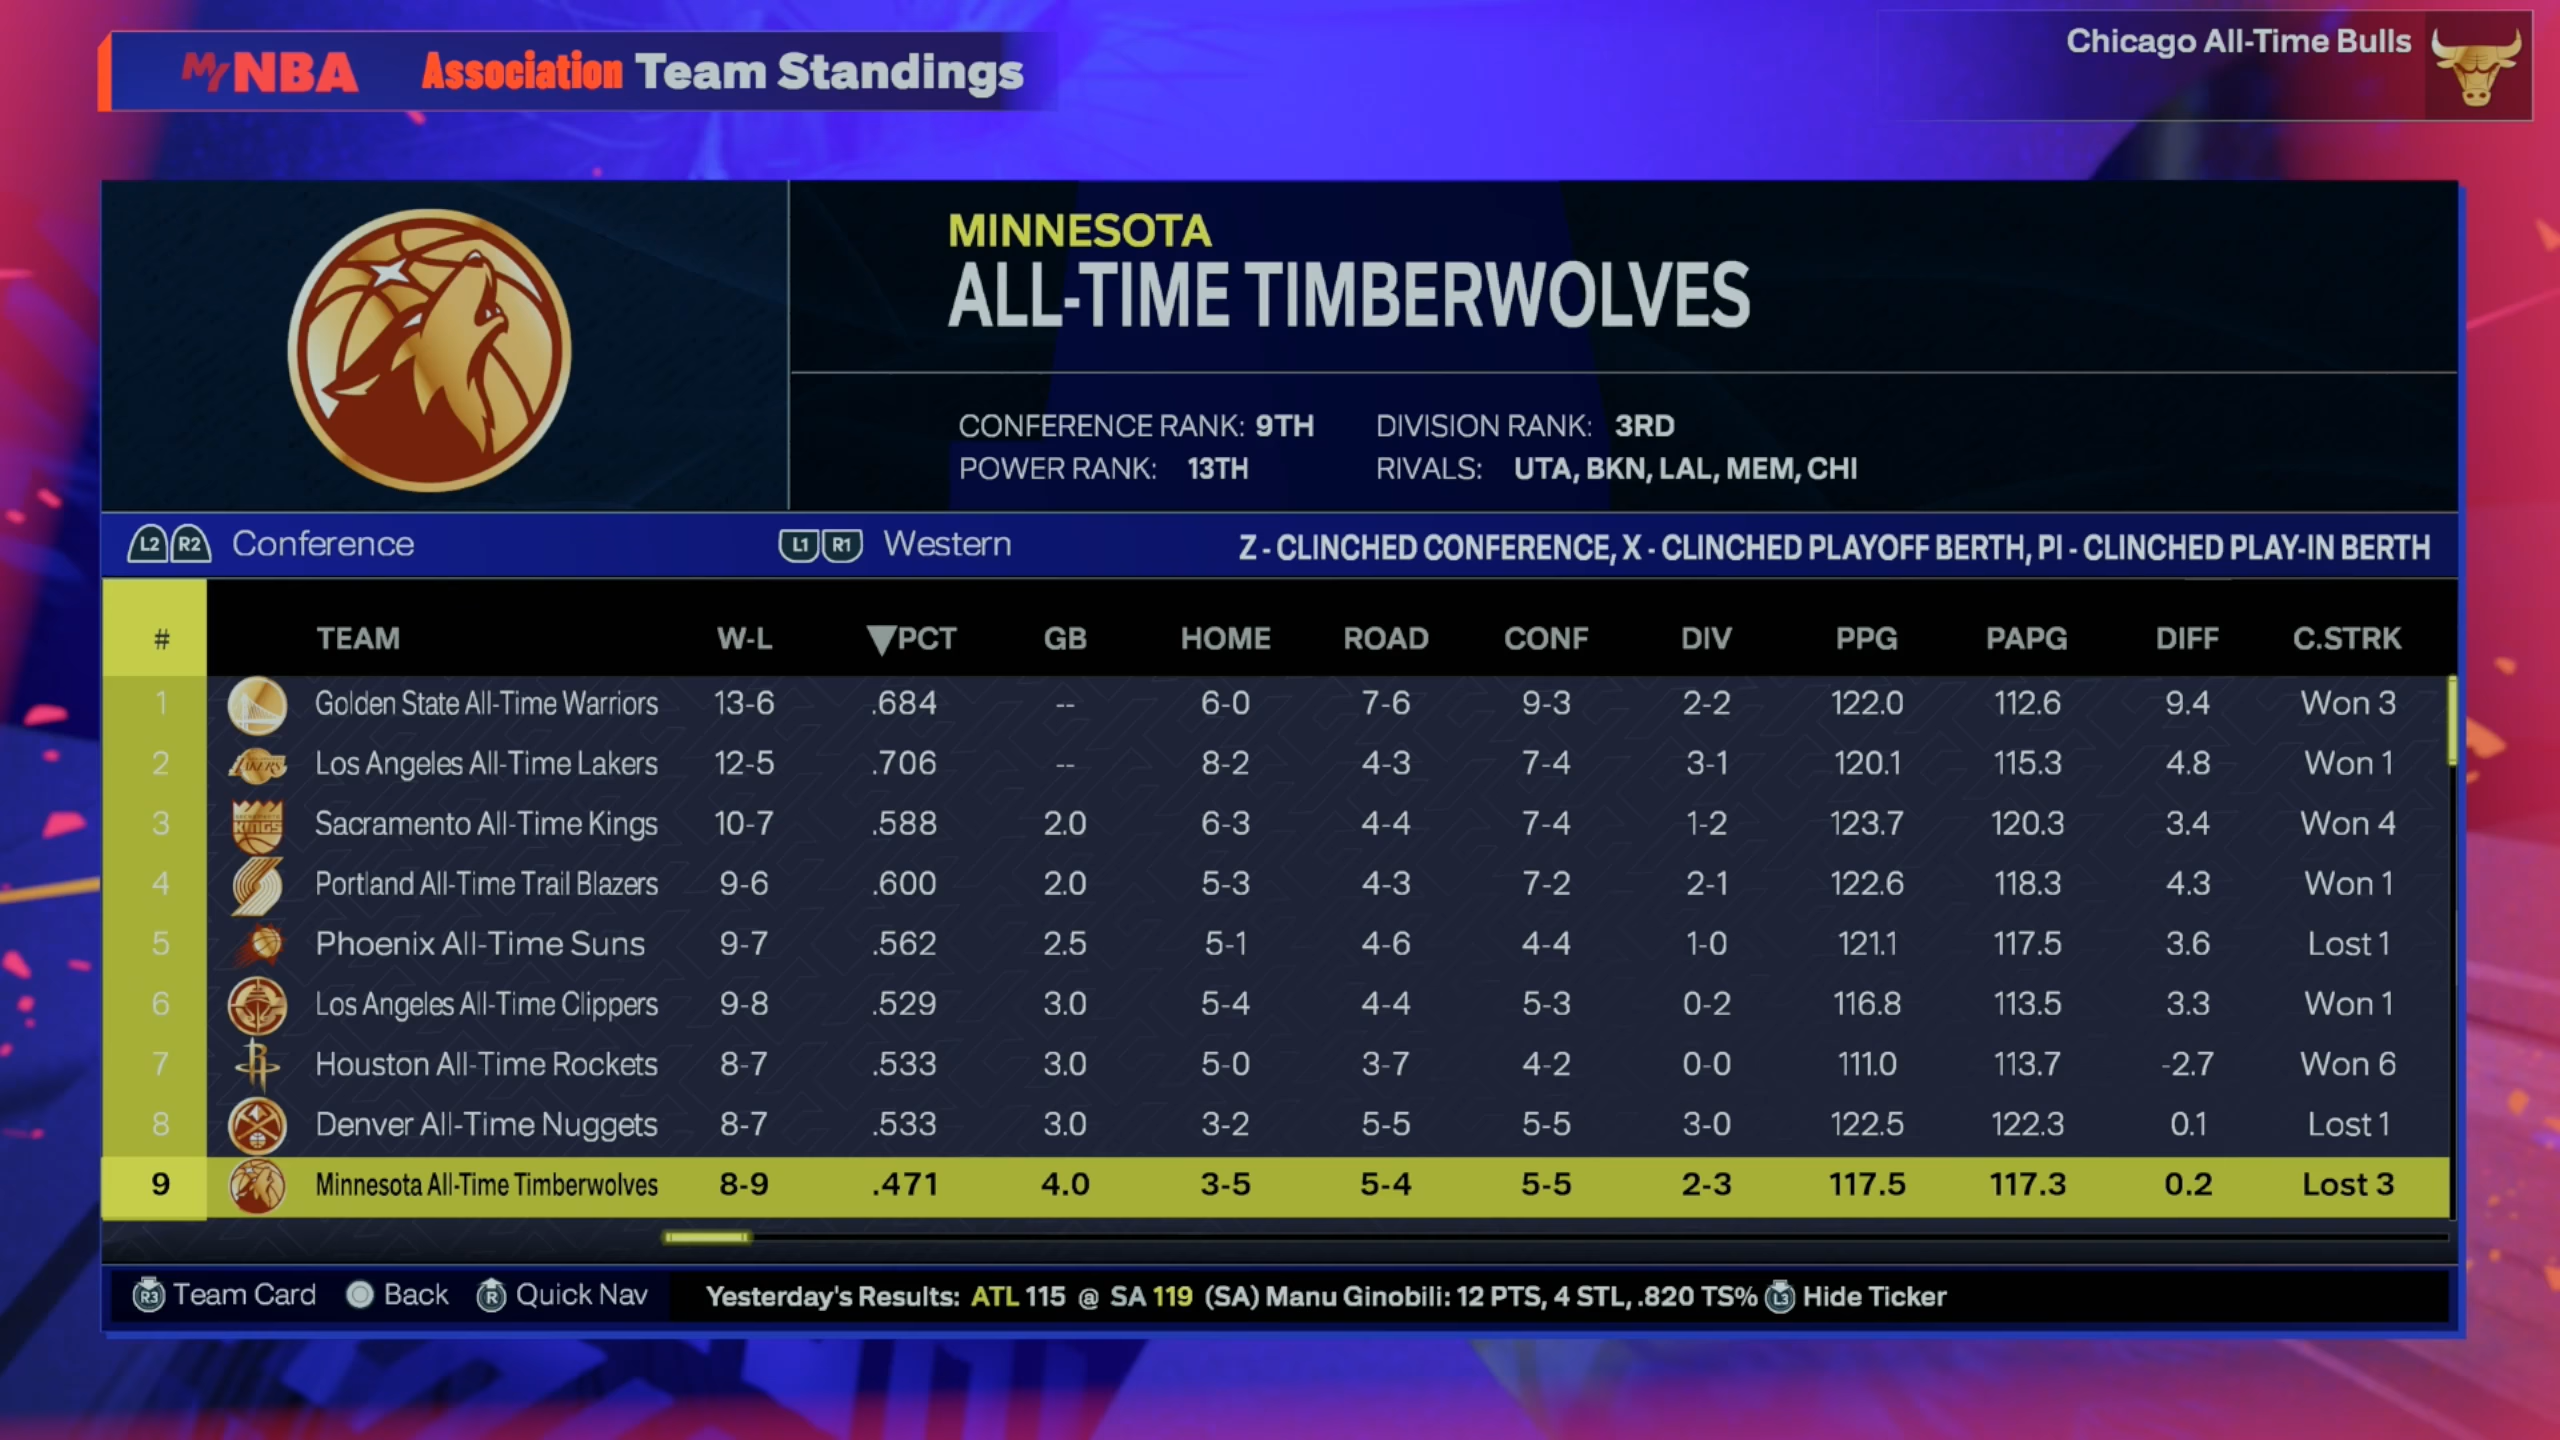 MyNBA Association Team Standings
Chicago All-Time Bulls
MINNESOTA
ALL-TIME TIMBERWOLVES
CONFERENCE RANK: 9TH DIVISION RANK: 3RD
POWER RANK: 13TH RIVALS: UTA, BKN, LAL, MEM, CHI
L2 R2 Conference L1 R1 Western Z - CLINCHED CONFERENCE, X - CLINCHED PLAYOFF BERTH, PI - CLINCHED PLAY-IN BERTH
# TEAM W-L ▼PCT GB HOME ROAD CONF DIV PPG PAPG DIFF C.STRK
1 Golden State All-Time Warriors 13-6 .684 -- 6-0 7-6 9-3 2-2 122.0 112.6 9.4 Won 3
2 LAKERS Los Angeles All-Time Lakers 12-5 .706 -- 8-2 4-3 7-4 3-1 120.1 115.3 4.8 Won 1
3 SACRAMENTO KINGS Sacramento All-Time Kings 10-7 .588 2.0 6-3 4-4 7-4 1-2 123.7 120.3 3.4 Won 4
4 Portland All-Time Trail Blazers 9-6 .600 2.0 5-3 4-3 7-2 2-1 122.6 118.3 4.3 Won 1
5 Phoenix All-Time Suns 9-7 .562 2.5 5-1 4-6 4-4 1-0 121.1 117.5 3.6 Lost 1
6 Los Angeles All-Time Clippers 9-8 .529 3.0 5-4 4-4 5-3 0-2 116.8 113.5 3.3 Won 1
7 R Houston All-Time Rockets 8-7 .533 3.0 5-0 3-7 4-2 0-0 111.0 113.7 -2.7 Won 6
8 Denver All-Time Nuggets 8-7 .533 3.0 3-2 5-5 5-5 3-0 122.5 122.3 0.1 Lost 1
9 Minnesota All-Time Timberwolves 8-9 .471 4.0 3-5 5-4 5-5 2-3 117.5 117.3 0.2 Lost 3
R3 Team Card Back R Quick Nav Yesterday's Results: ATL 115 @ SA 119 (SA) Manu Ginobili: 12 PTS, 4 STL, .820 TS% L3 Hide Ticker